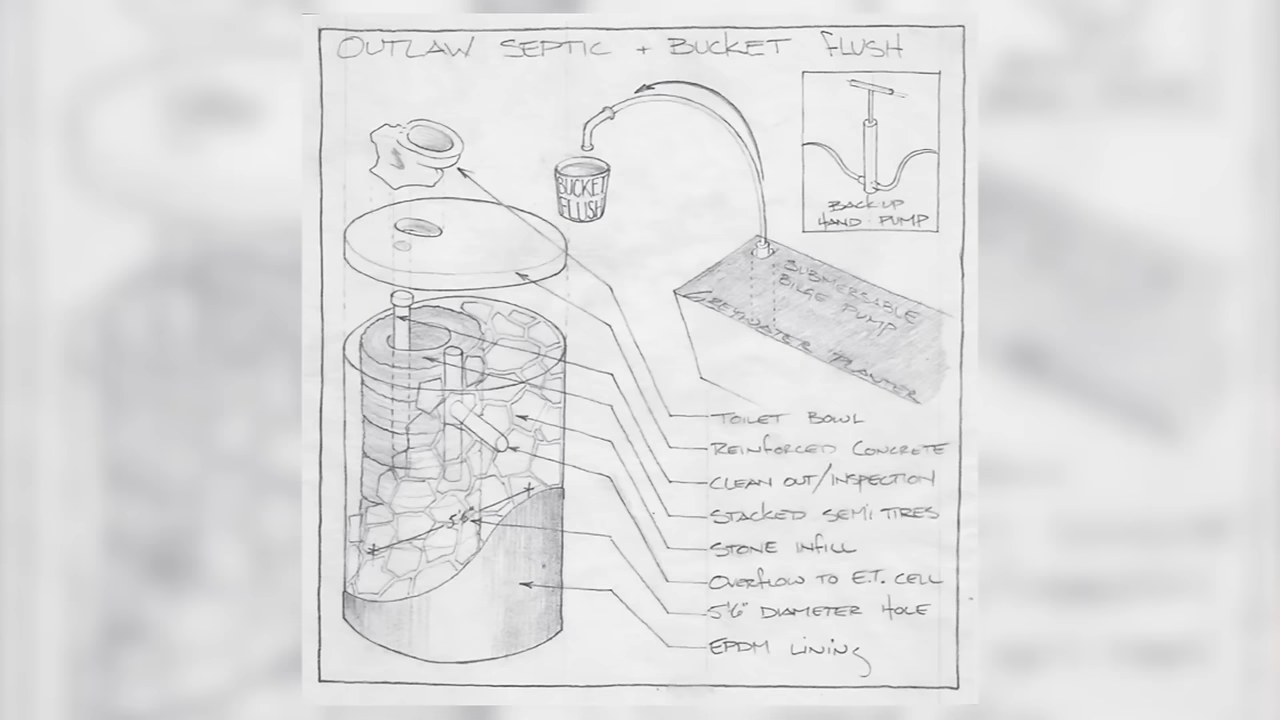 OUTLAW SEPTIC + BUCKET FLUSH
BUCKET
FLUSH
BACK-UP
HAND PUMP
SUBMERSABLE
BILGE PUMP
GREYWATER PLANTER
TOILET BOWL
REINFORCED CONCRETE
CLEAN OUT/INSPECTION
STACKED SEMI TIRES
STONE INFILL
OVERFLOW TO E.T. CELL
5'6" DIAMETER HOLE
EPDM LINING
5'6"